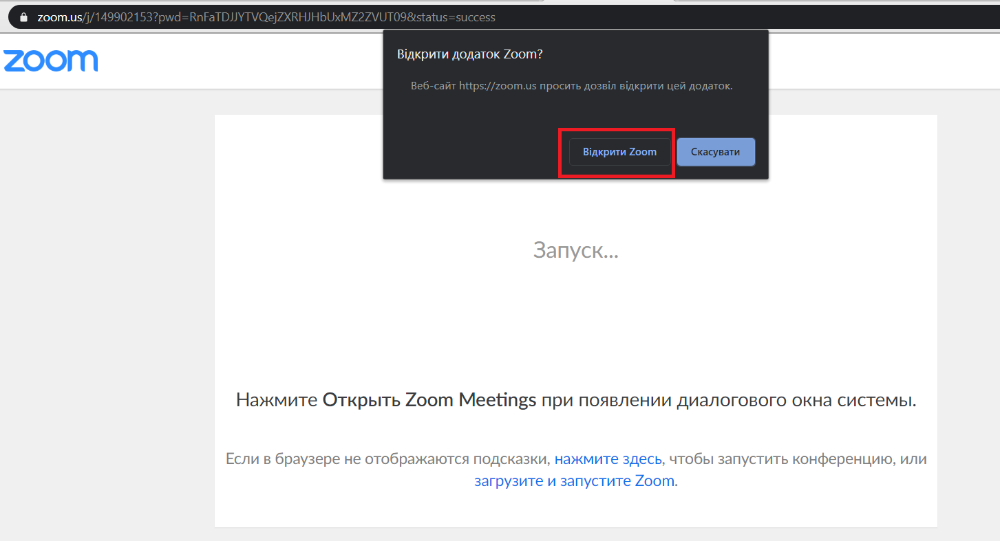 zoom.us/j/149902153?pwd=RnFaTDJJYTVQejZXRHJHbUxMZ2ZVUT09&status=success
zoom
Відкрити додаток Zoom?
Веб-сайт https://zoom.us просить дозвіл відкрити цей додаток.
Відкрити Zoom
Скасувати
Запуск...
Нажмите Открыть Zoom Meetings при появлении диалогового окна системы.
Если в браузере не отображаются подсказки, нажмите здесь, чтобы запустить конференцию, или
загрузите и запустите Zoom.